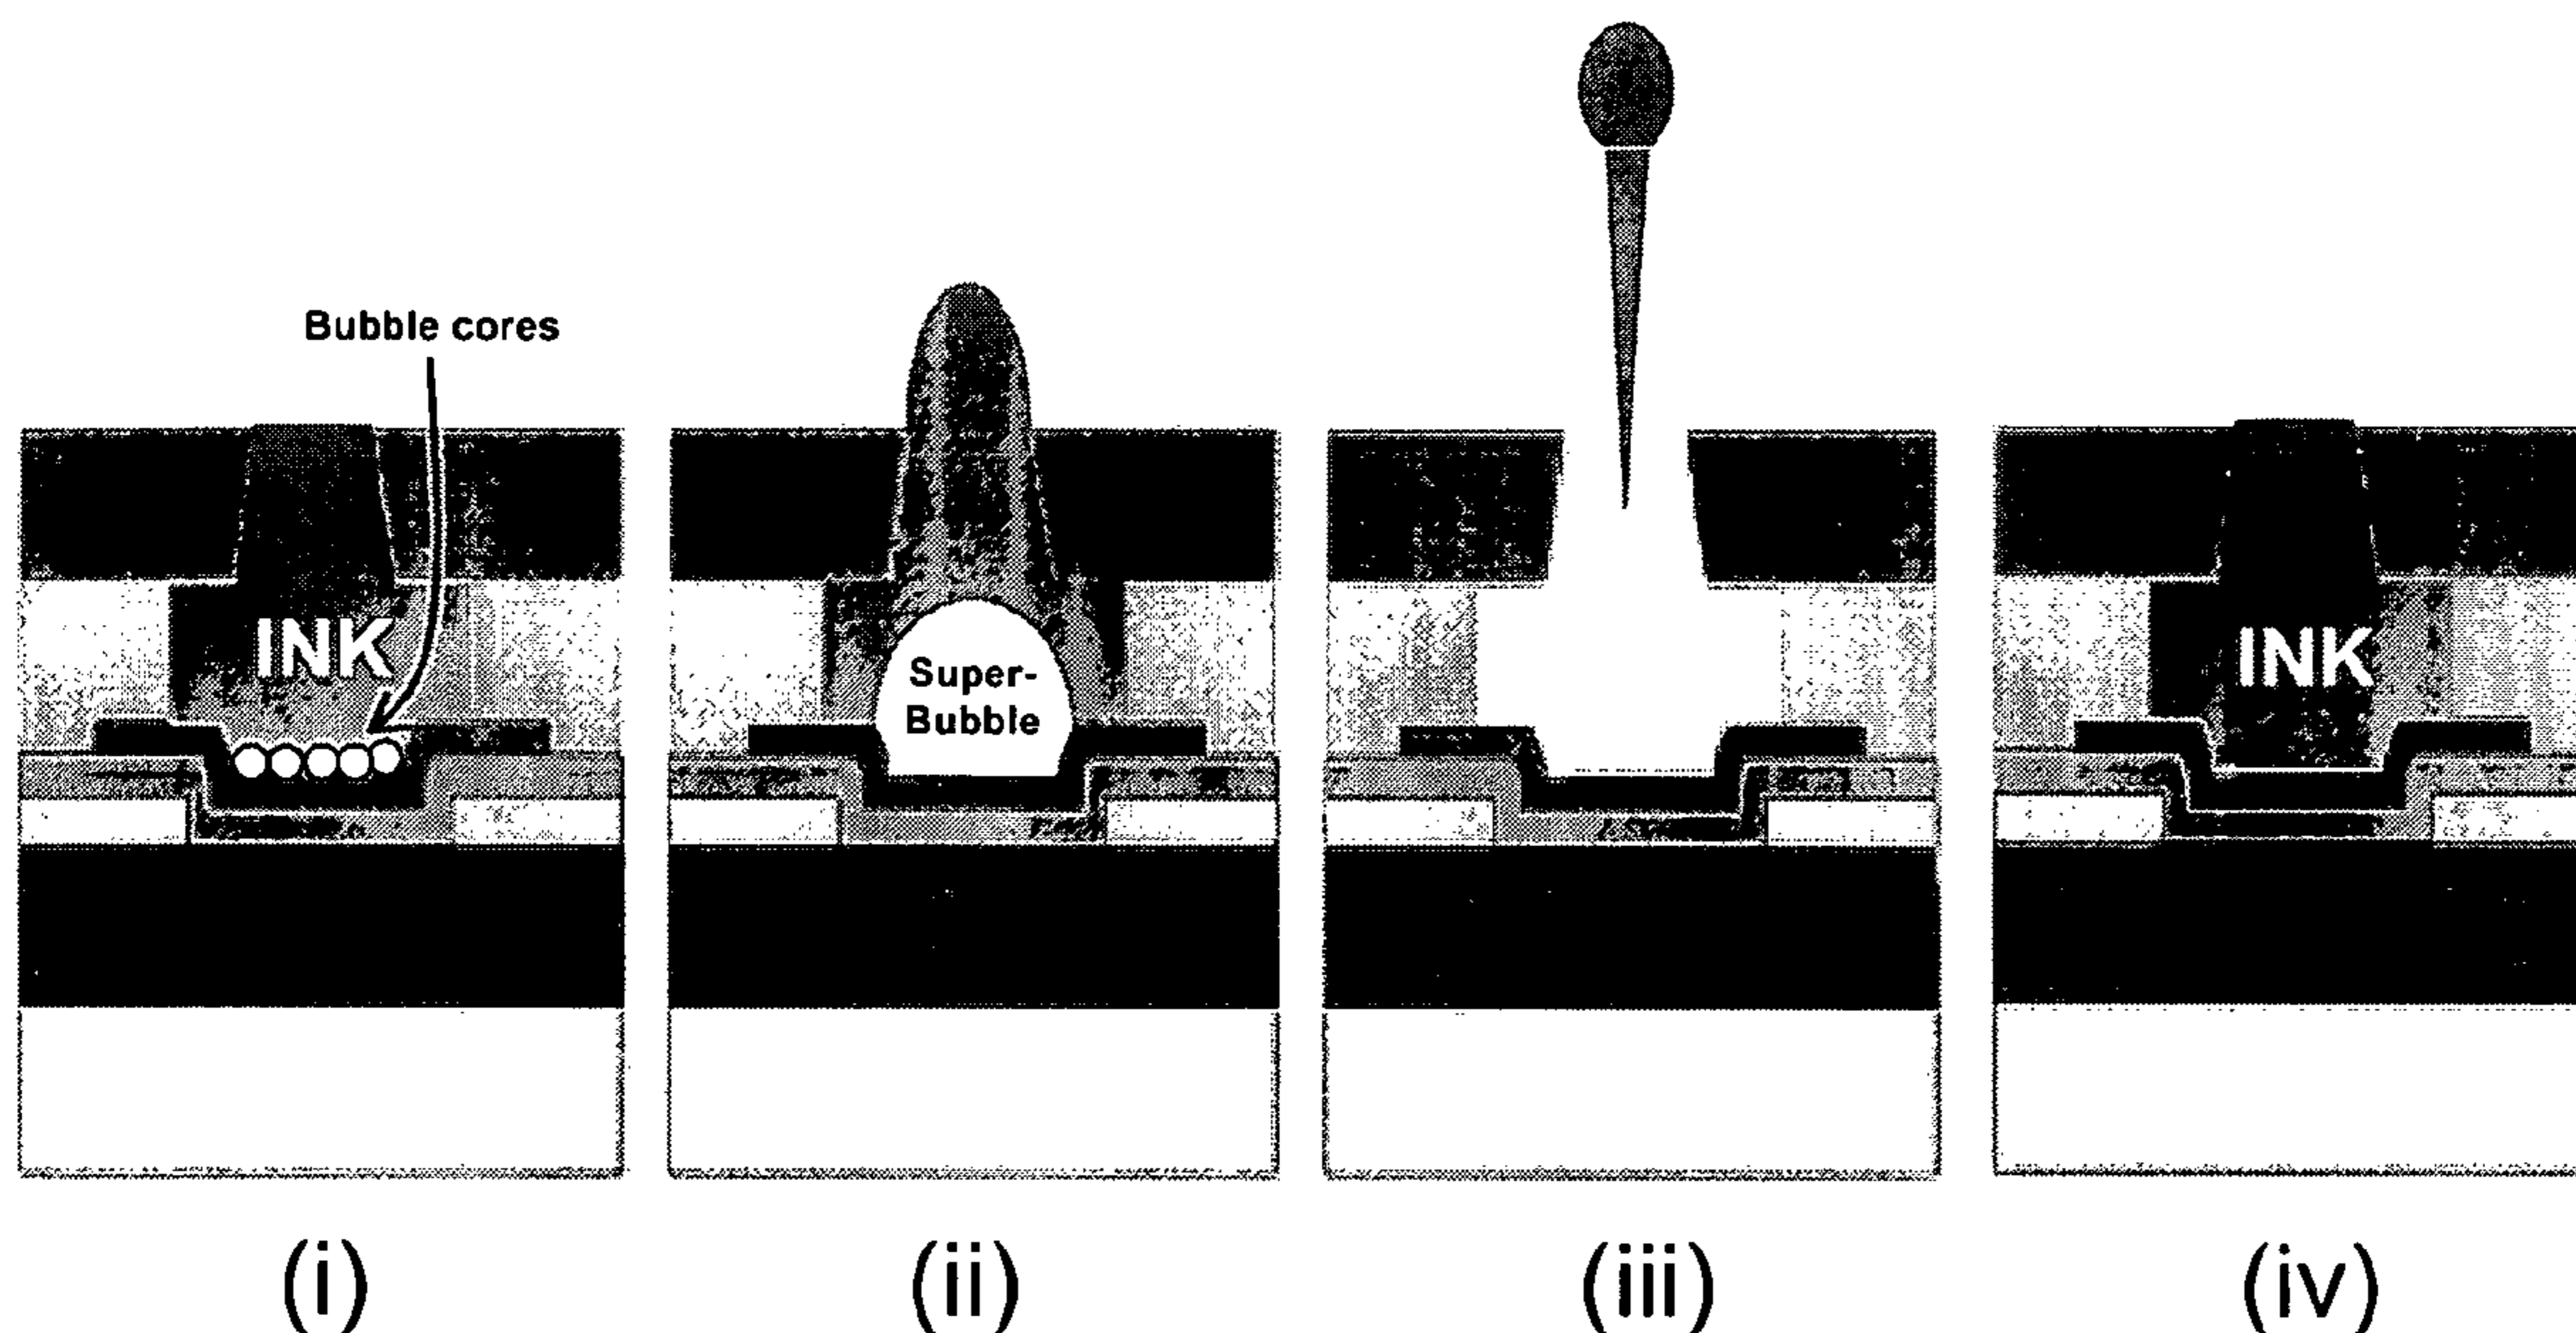 Bubble cores
INK
Super-
Bubble
INK
(i)
(ii)
(iii)
(iv)